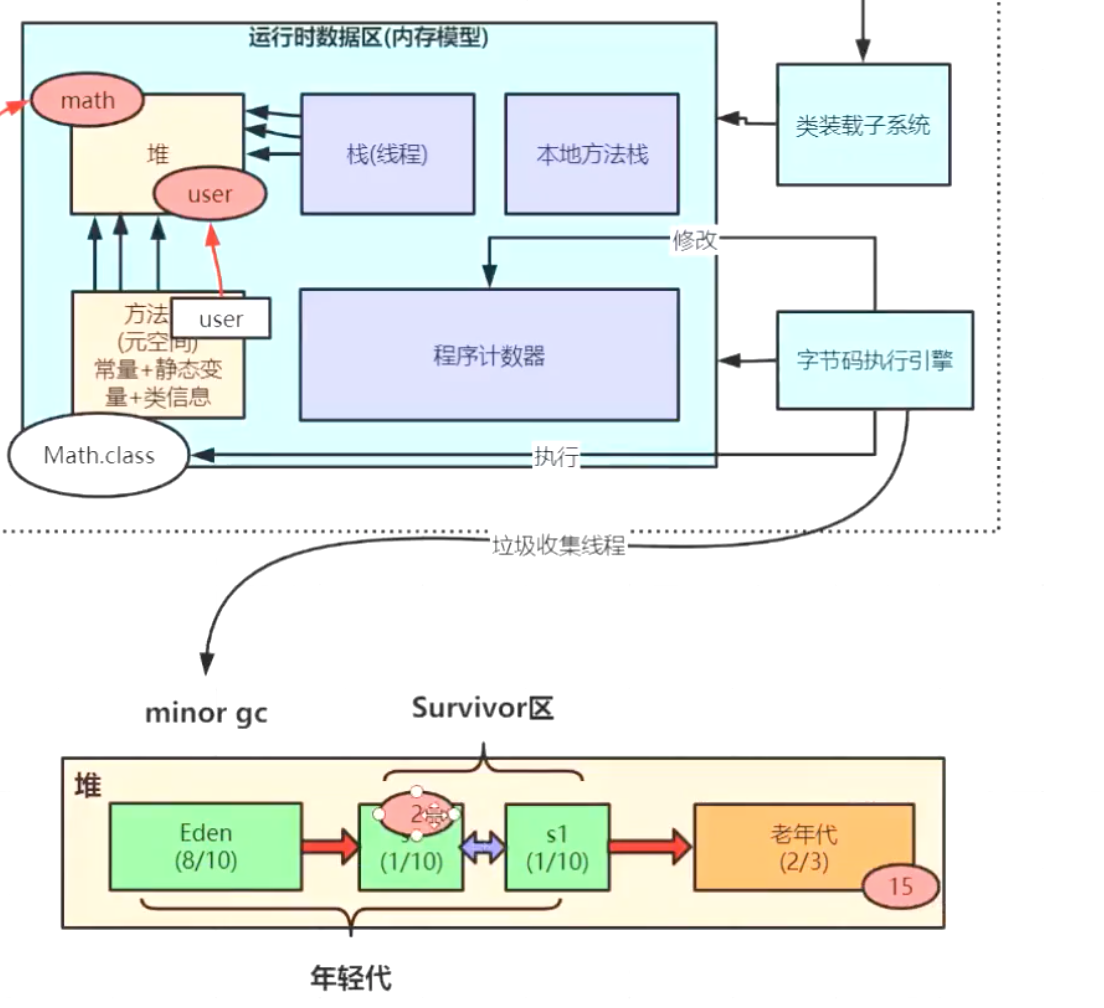 运行时数据区(内存模型)
math
堆
user
栈(线程)
本地方法栈
类装载子系统
修改
方法
(元空间)
常量+静态变
量+类信息
user
程序计数器
字节码执行引擎
Math.class
执行
垃圾收集线程
minor gc
Survivor区
堆
Eden
(8/10)
2
(1/10)
s1
(1/10)
老年代
(2/3)
15
年轻代